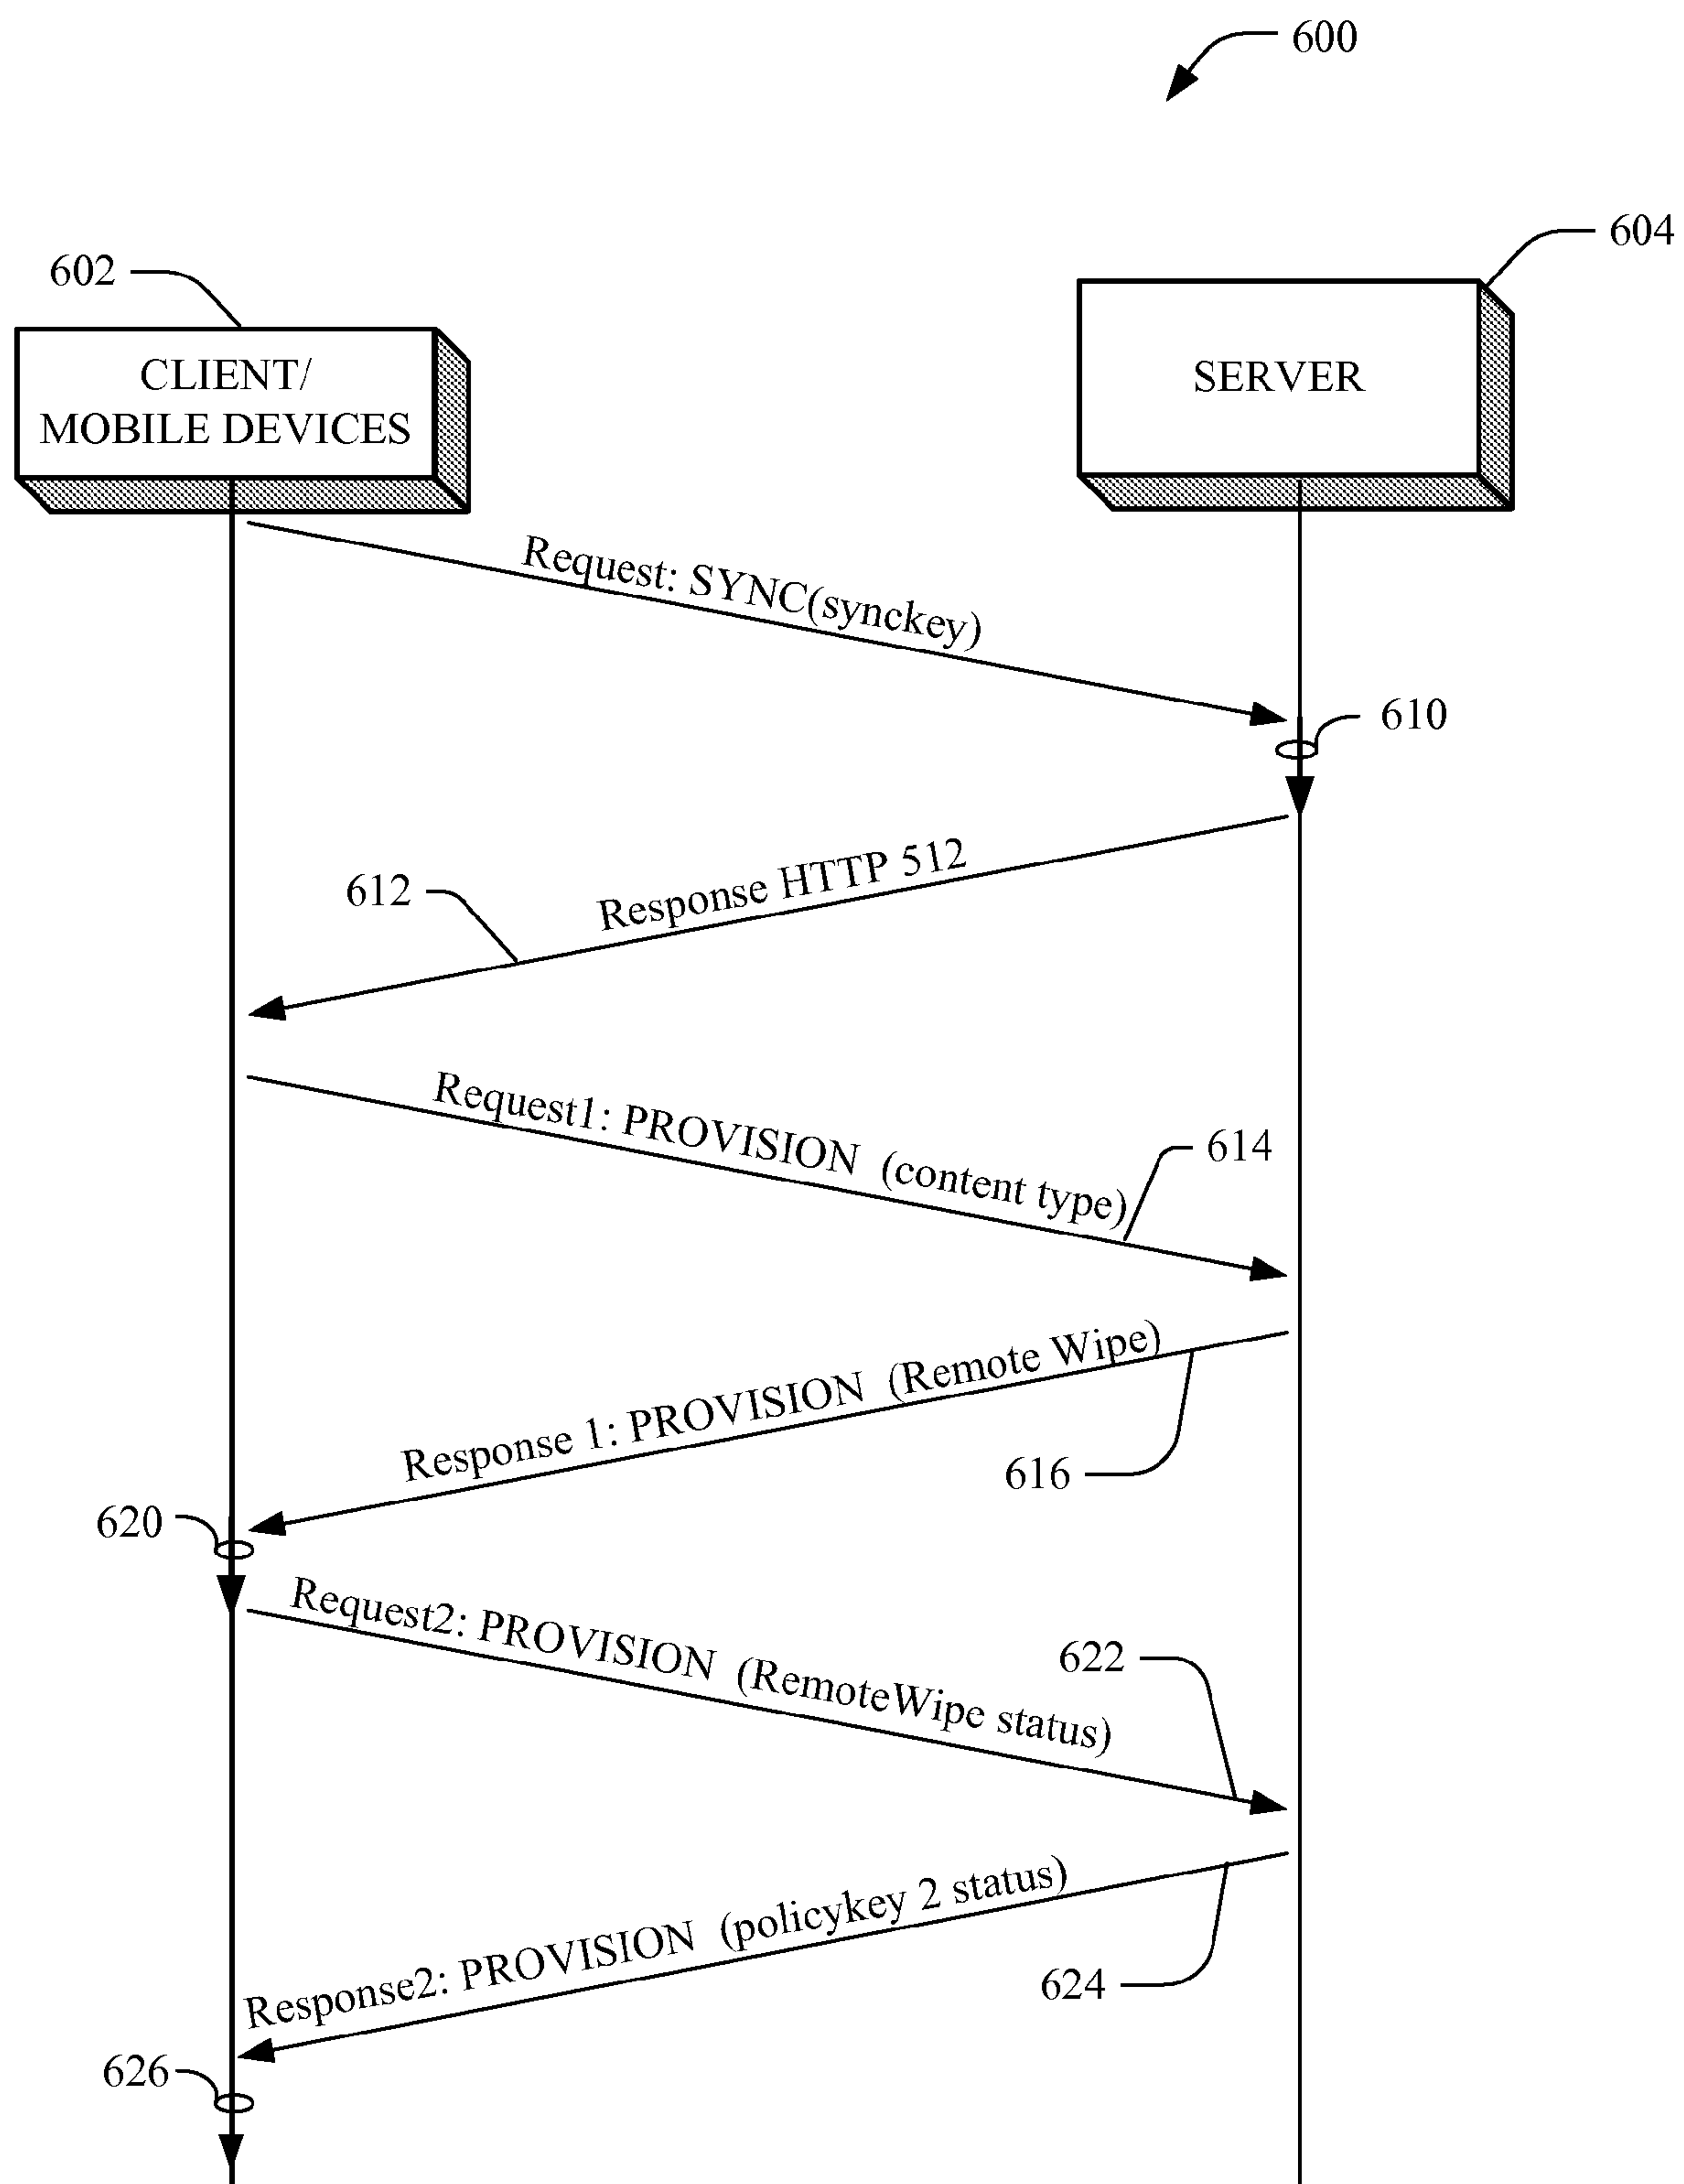 600
604
602
CLIENT/
MOBILE DEVICES
SERVER
Request: SYNC(synckey)
610
Response HTTP 512
612
Request1: PROVISION (content type)
614
Response 1: PROVISION (Remote Wipe)
616
620
Request2: PROVISION (RemoteWipe status)
622
Response2: PROVISION (policykey 2 status)
624
626